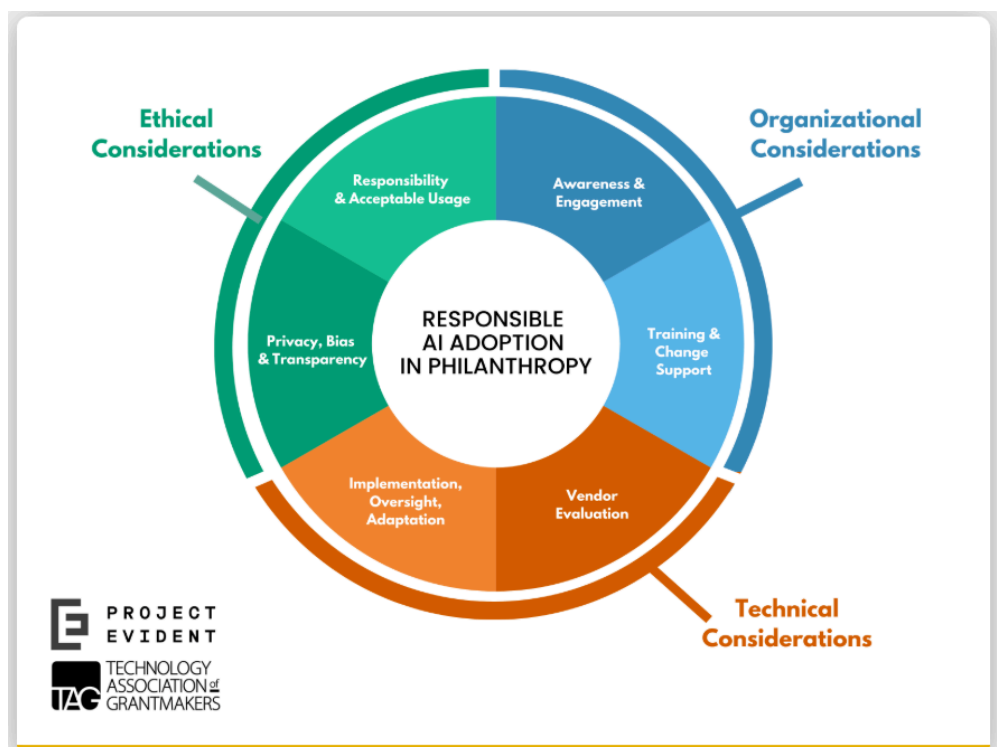 Ethical
Considerations
Organizational
Considerations
Responsibility
& Acceptable Usage
Awareness &
Engagement
Privacy, Bias
& Transparency
RESPONSIBLE
AI ADOPTION
IN PHILANTHROPY
Training &
Change
Support
Implementation,
Oversight,
Adaptation
Vendor
Evaluation
Technical
Considerations
PROJECT
EVIDENT
TAG
TECHNOLOGY
ASSOCIATION of
GRANTMAKERS